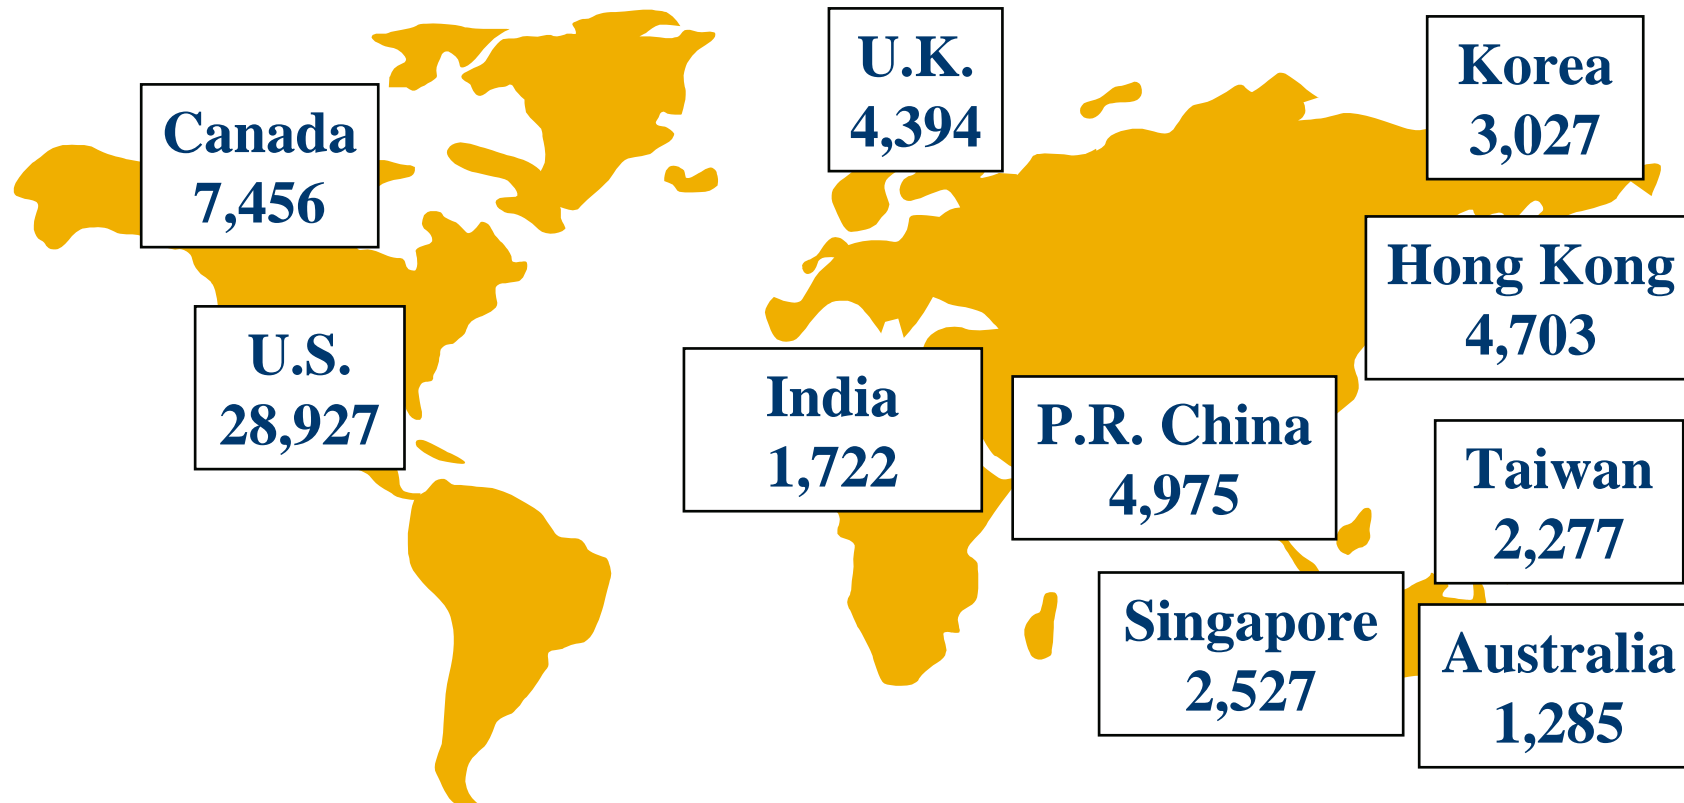 U.K.
4,394
Korea
3,027
Canada
7,456
Hong Kong
4,703
U.S.
28,927
India
1,722
P.R. China
4,975
Taiwan
2,277
Singapore
2,527
Australia
1,285